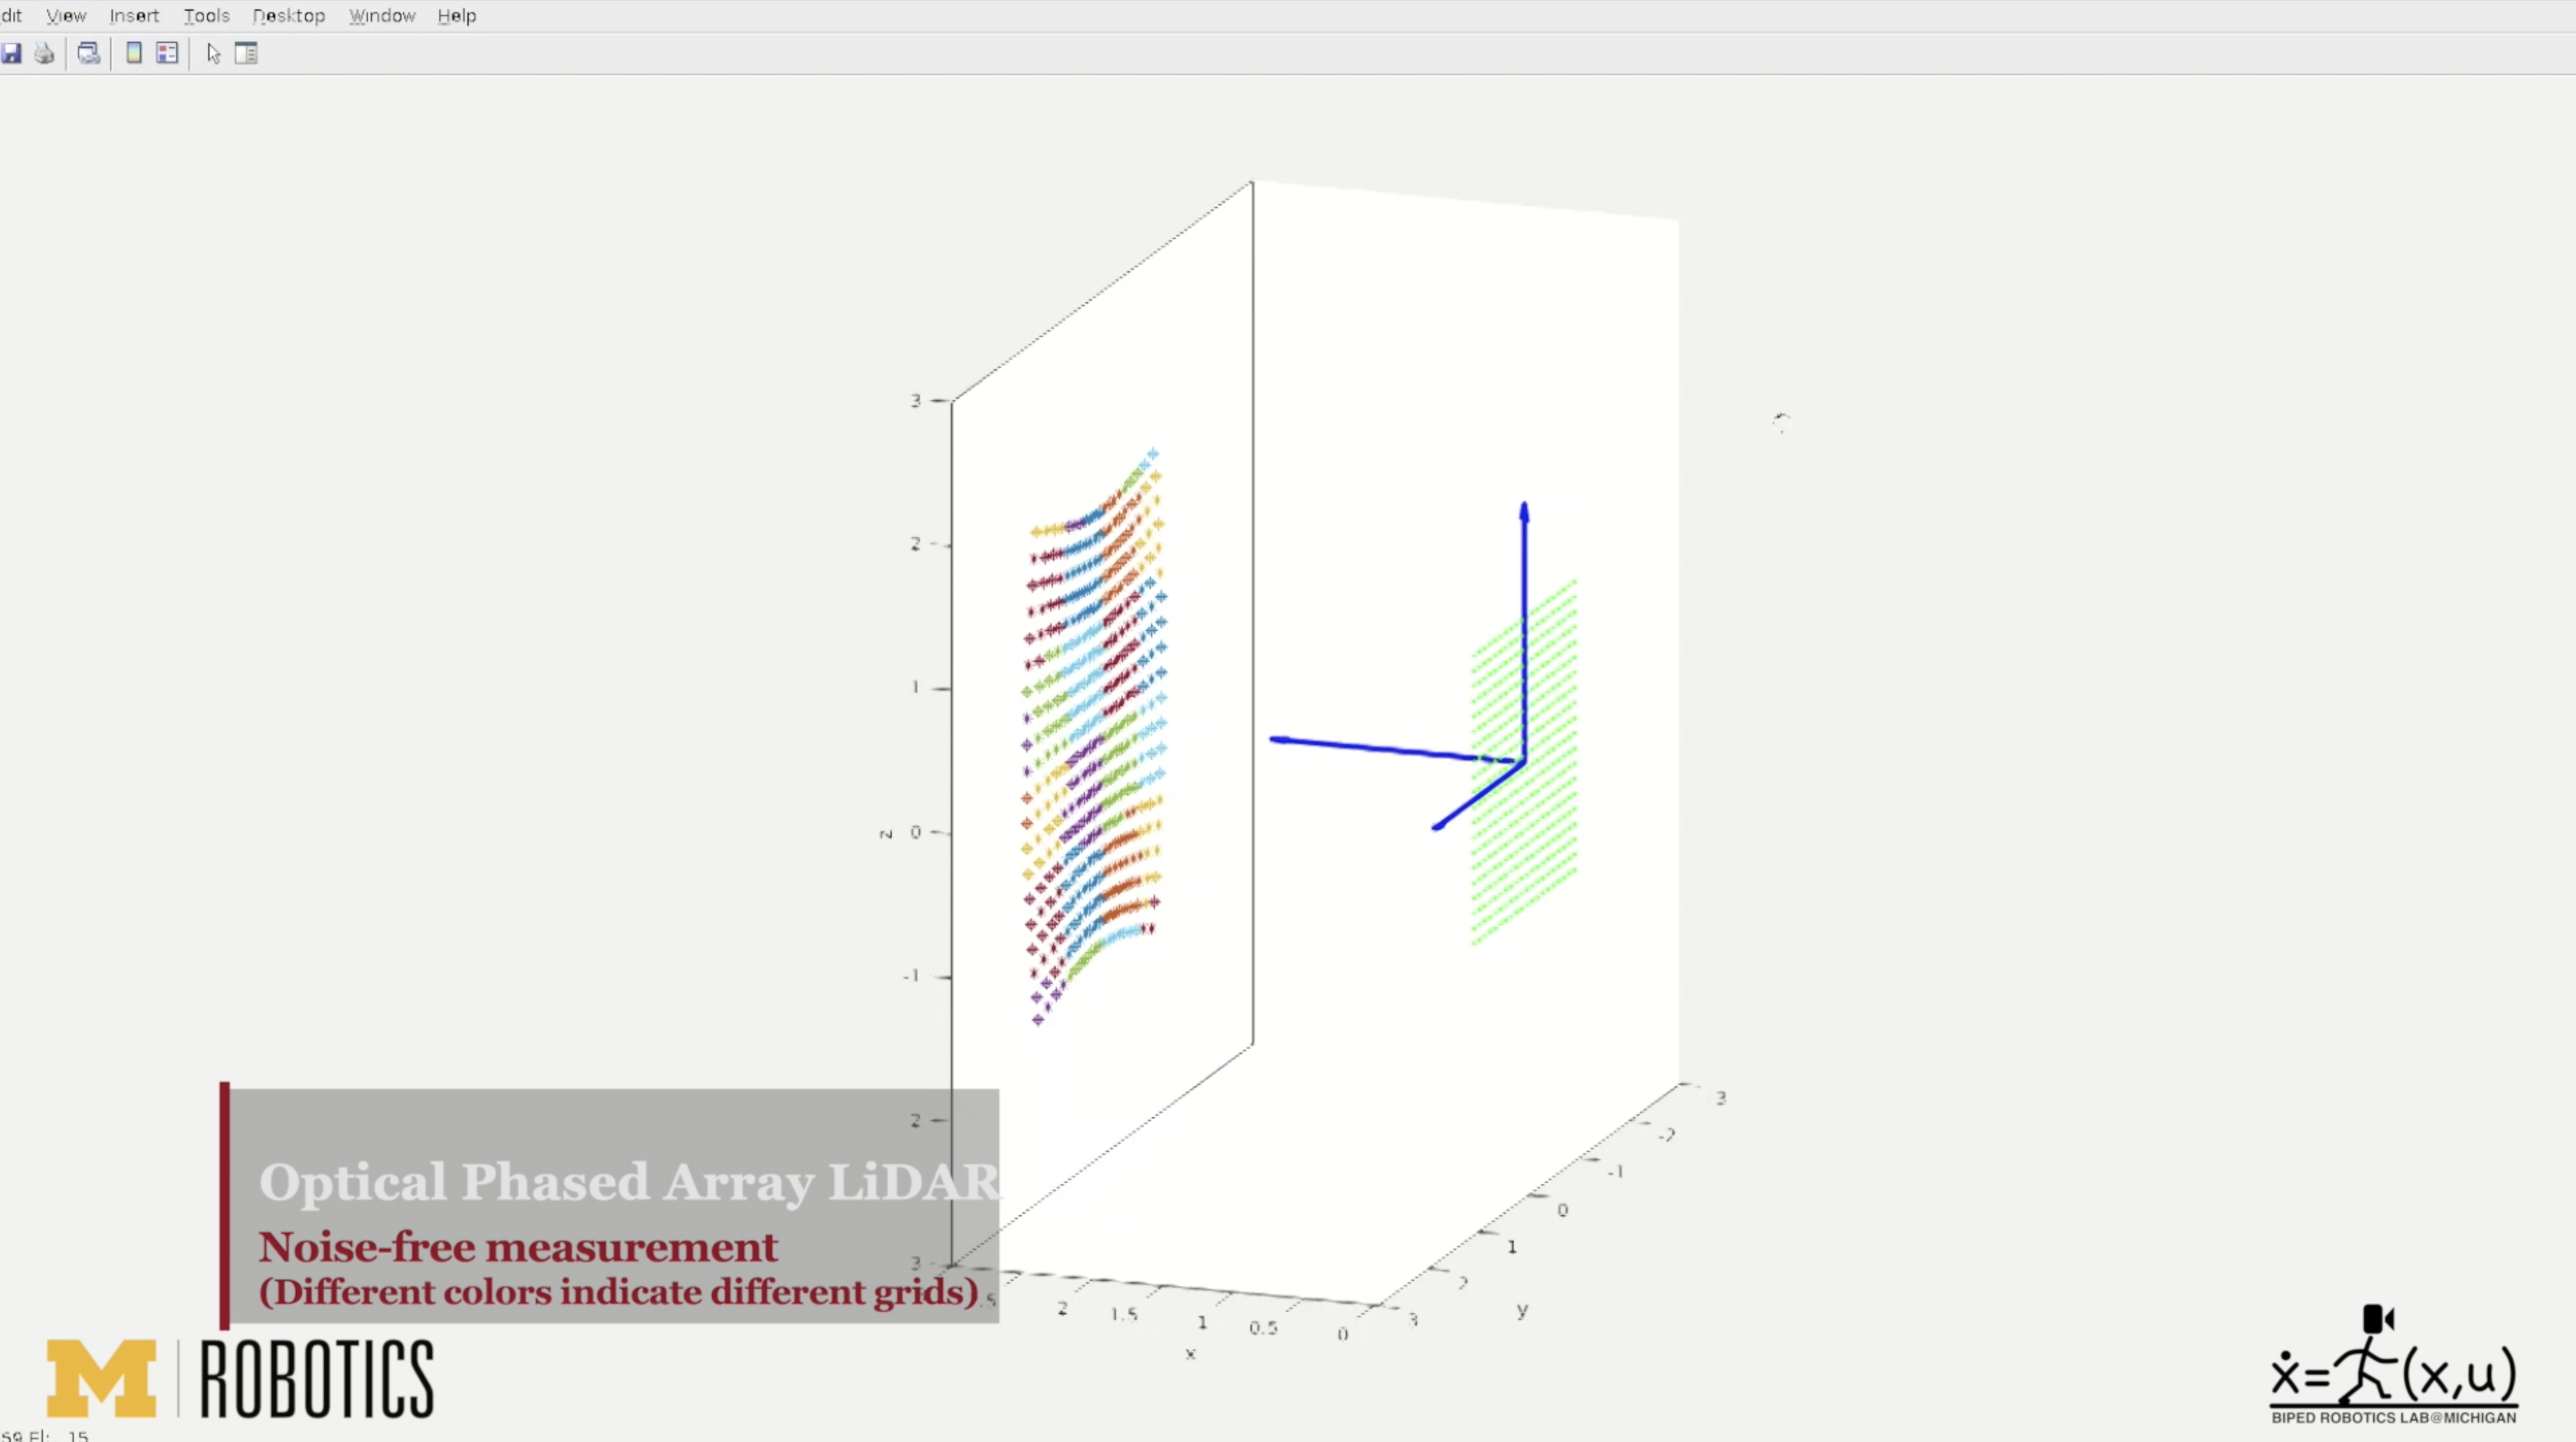 dit View Insert Tools Desktop Window Help
3
2
1
z 0
-1
2
3
.5 2 1.5 1 0.5 0
x
3
-2
-1
0
1
2
3
y
Optical Phased Array LiDAR
Noise-free measurement
(Different colors indicate different grids)
M ROBOTICS
ẋ= (x,u)
BIPED ROBOTICS LAB@MICHIGAN
59 El: 15